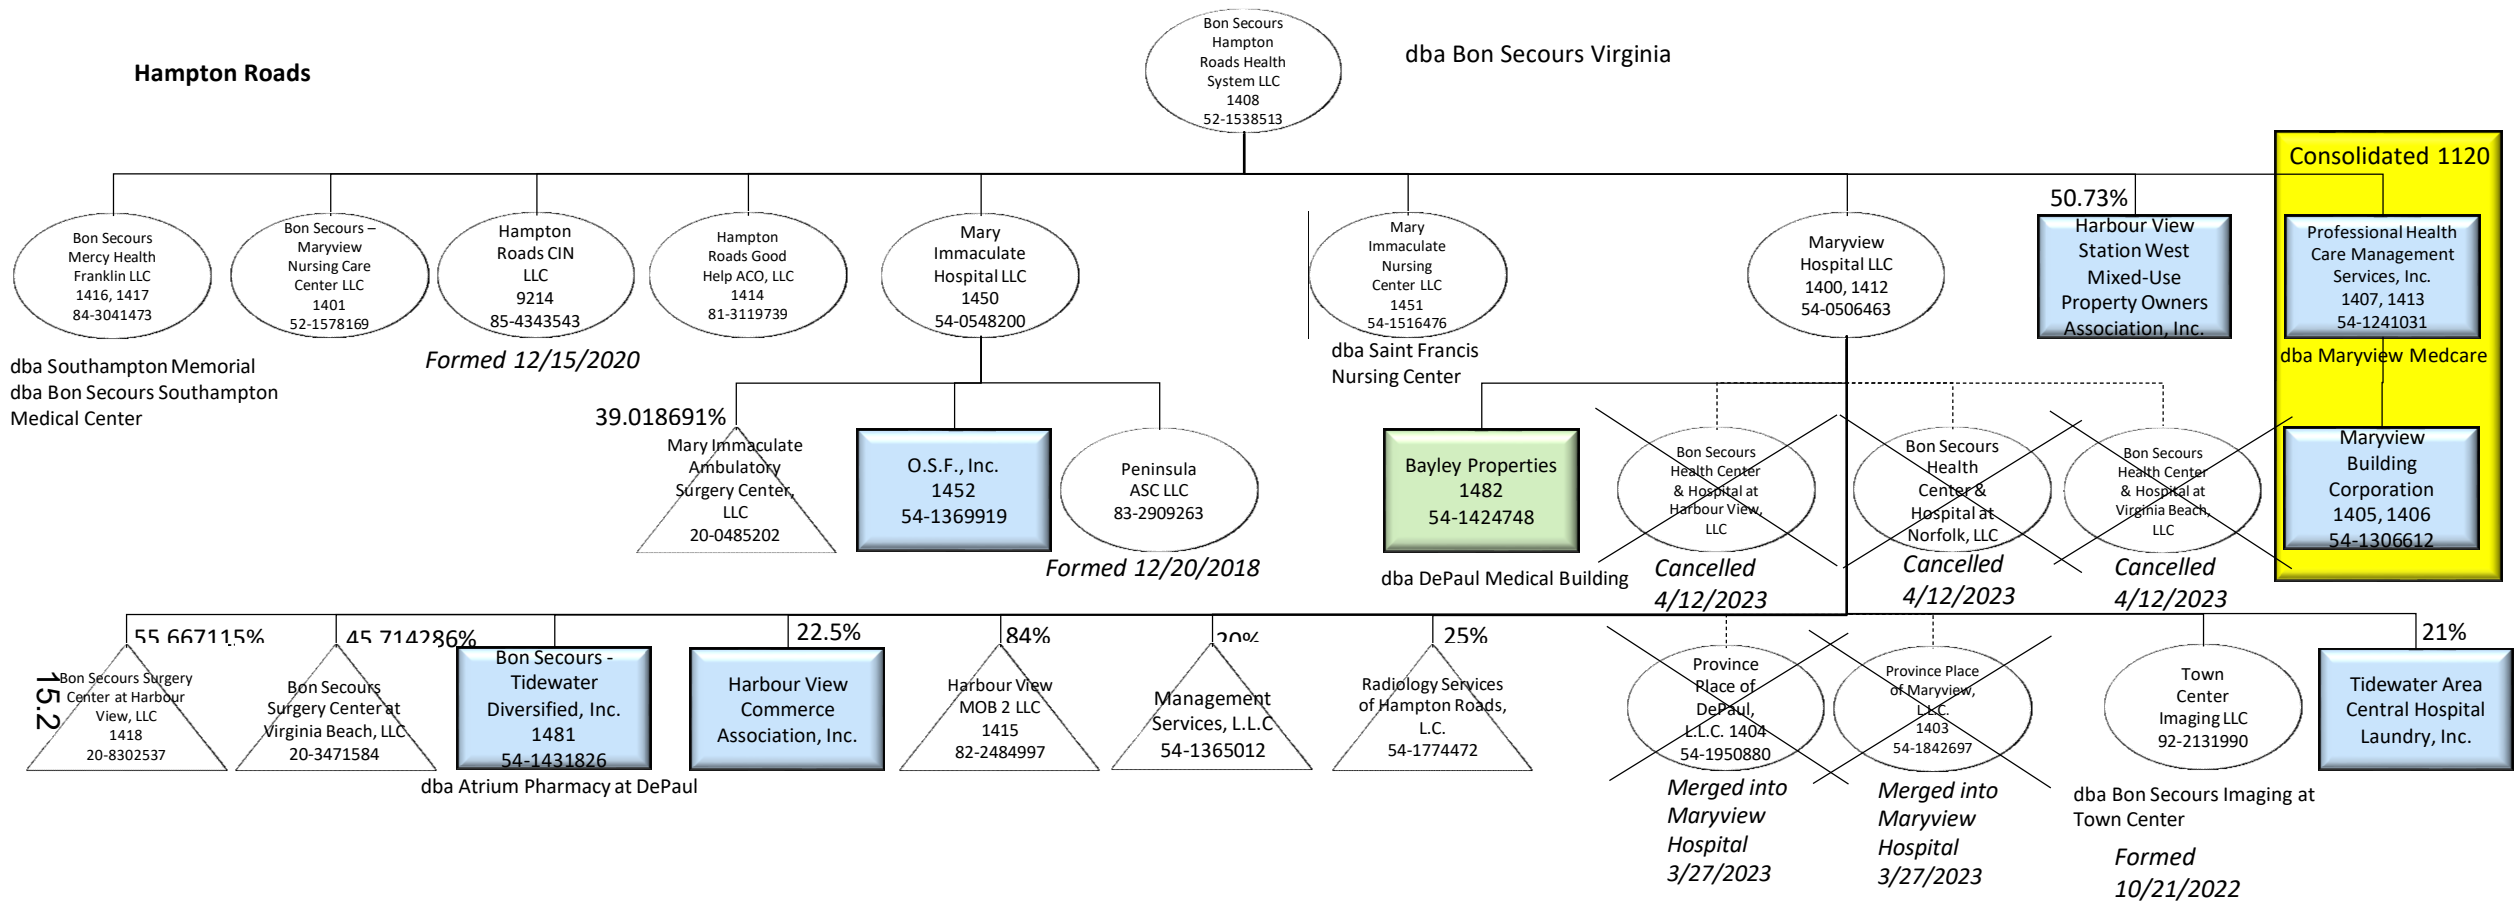 Hampton Roads
Bon Secours
Hampton
Roads Health
System LLC
1408
52-1538513
dba Bon Secours Virginia
Consolidated 1120
Bon Secours
Mercy Health
Franklin LLC
1416, 1417
84-3041473
dba Southampton Memorial
dba Bon Secours Southampton
Medical Center
Bon Secours –
Maryview
Nursing Care
Center LLC
1401
52-1578169
Hampton
Roads CIN
LLC
9214
85-4343543
Formed 12/15/2020
Hampton
Roads Good
Help ACO, LLC
1414
81-3119739
Mary
Immaculate
Hospital LLC
1450
54-0548200
Mary
Immaculate
Nursing
Center LLC
1451
54-1516476
dba Saint Francis
Nursing Center
Maryview
Hospital LLC
1400, 1412
54-0506463
50.73%
Harbour View
Station West
Mixed-Use
Property Owners
Association, Inc.
Professional Health
Care Management
Services, Inc.
1407, 1413
54-1241031
dba Maryview Medcare
39.018691%
Mary Immaculate
Ambulatory
Surgery Center,
LLC
20-0485202
O.S.F., Inc.
1452
54-1369919
Peninsula
ASC LLC
83-2909263
Formed 12/20/2018
Bayley Properties
1482
54-1424748
dba DePaul Medical Building
Bon Secours
Health Center
& Hospital at
Harbour View,
LLC
Cancelled
4/12/2023
Bon Secours
Health
Center &
Hospital at
Norfolk, LLC
Cancelled
4/12/2023
Bon Secours
Health Center
& Hospital at
Virginia Beach,
LLC
Cancelled
4/12/2023
Maryview
Building
Corporation
1405, 1406
54-1306612
55.667115%
15.2
Bon Secours Surgery
Center at Harbour
View, LLC
1418
20-8302537
45.714286%
Bon Secours
Surgery Center at
Virginia Beach, LLC
20-3471584
Bon Secours -
Tidewater
Diversified, Inc.
1481
54-1431826
dba Atrium Pharmacy at DePaul
22.5%
Harbour View
Commerce
Association, Inc.
84%
Harbour View
MOB 2 LLC
1415
82-2484997
20%
Management
Services, L.L.C
54-1365012
25%
Radiology Services
of Hampton Roads,
L.C.
54-1774472
Province
Place of
DePaul,
L.L.C. 1404
54-1950880
Merged into
Maryview
Hospital
3/27/2023
Province Place
of Maryview,
L.L.C.
1403
54-1842697
Merged into
Maryview
Hospital
3/27/2023
Town
Center
Imaging LLC
92-2131990
dba Bon Secours Imaging at
Town Center
Formed
10/21/2022
21%
Tidewater Area
Central Hospital
Laundry, Inc.